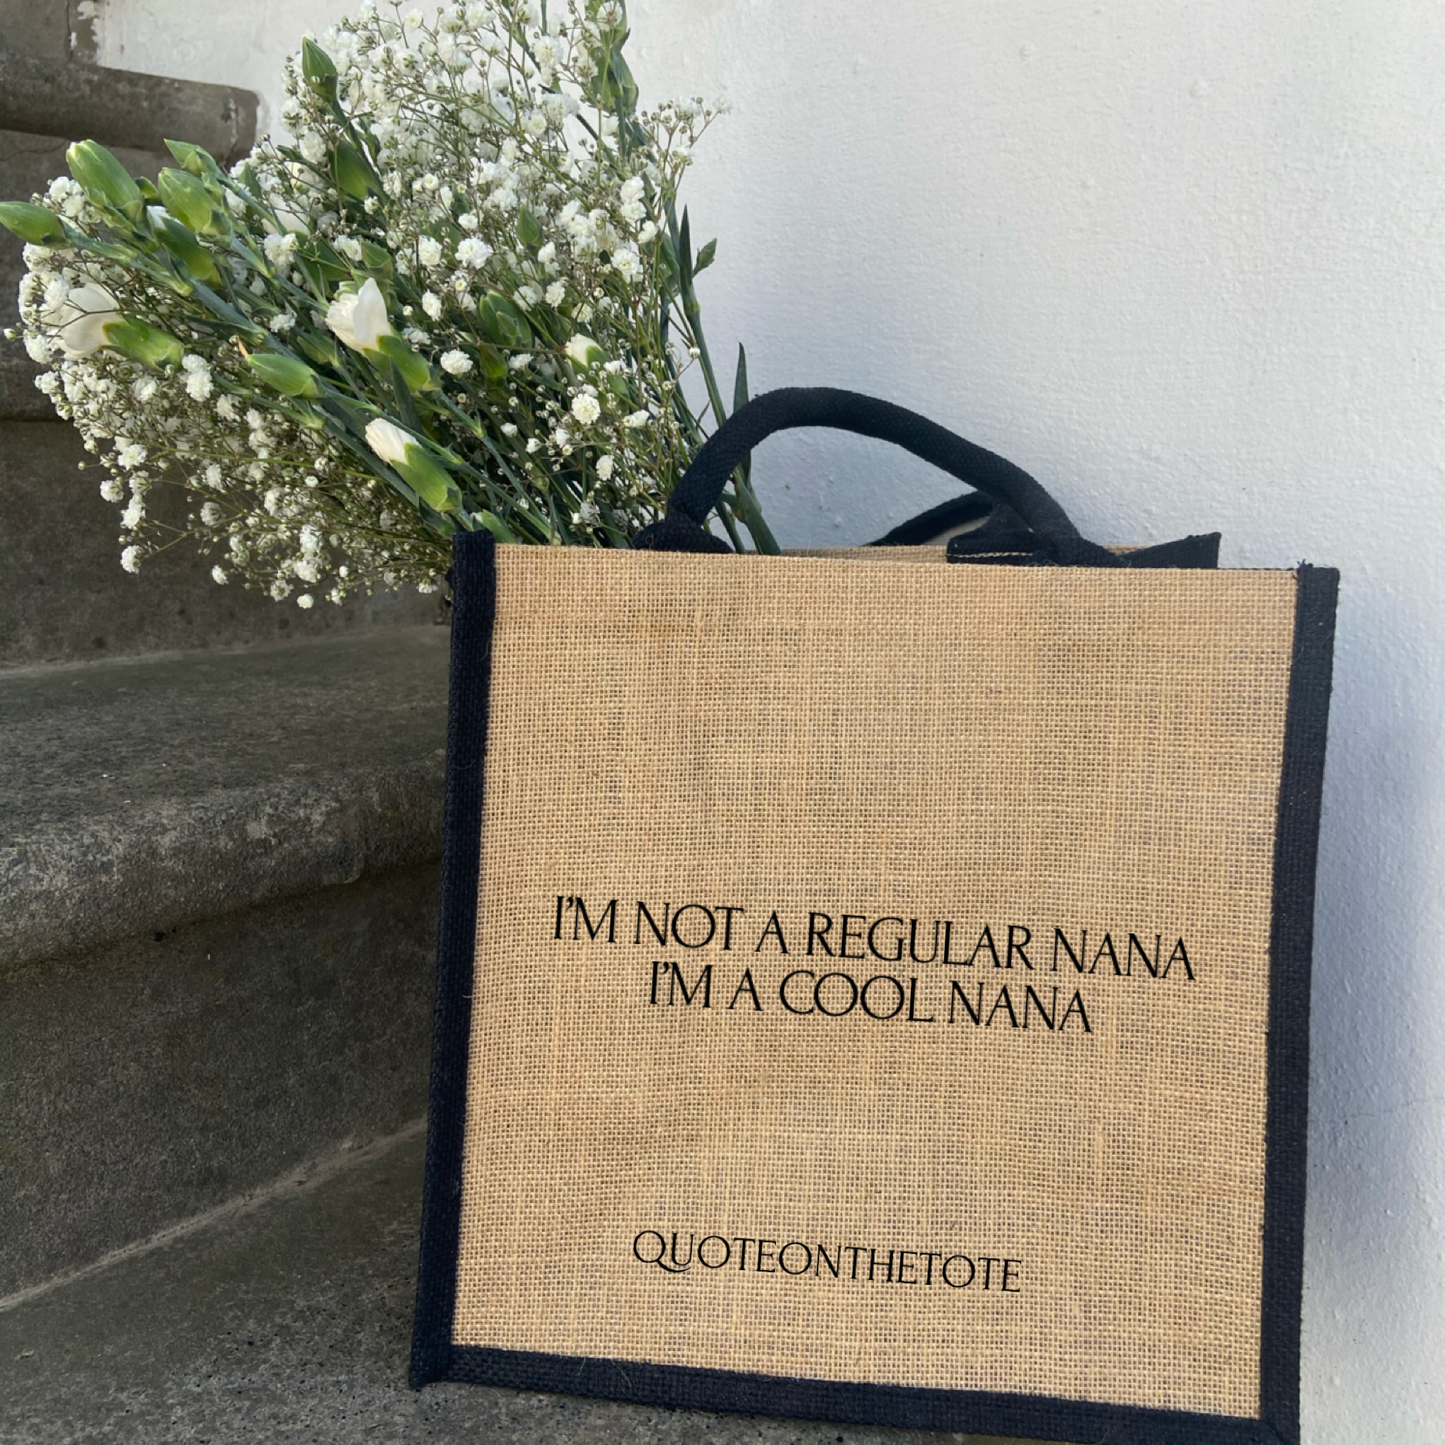 I'M NOT A REGULAR NANA
I'M A COOL NANA
QUOTEONTHETOTE